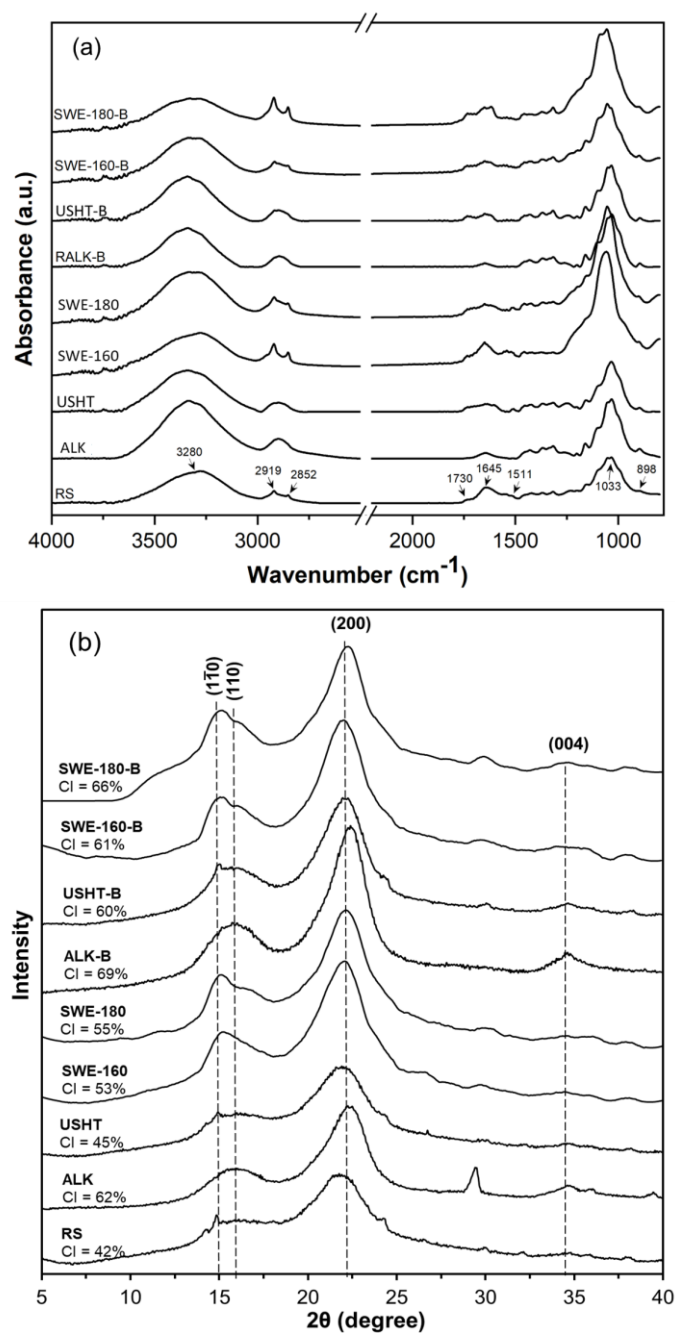 (a)
SWE-180-B
SWE-160-B
USHT-B
RALK-B
SWE-180
SWE-160
USHT
ALK
RS
3280
2919
2852
1730
1645
1511
1033
898
4000 3500 3000 2000 1500 1000
Absorbance (a.u.)
Wavenumber (cm⁻¹)
(b)
(11̄0)
(110)
(200)
(004)
SWE-180-B
CI = 66%
SWE-160-B
CI = 61%
USHT-B
CI = 60%
ALK-B
CI = 69%
SWE-180
CI = 55%
SWE-160
CI = 53%
USHT
CI = 45%
ALK
CI = 62%
RS
CI = 42%
5 10 15 20 25 30 35 40
Intensity
2θ (degree)